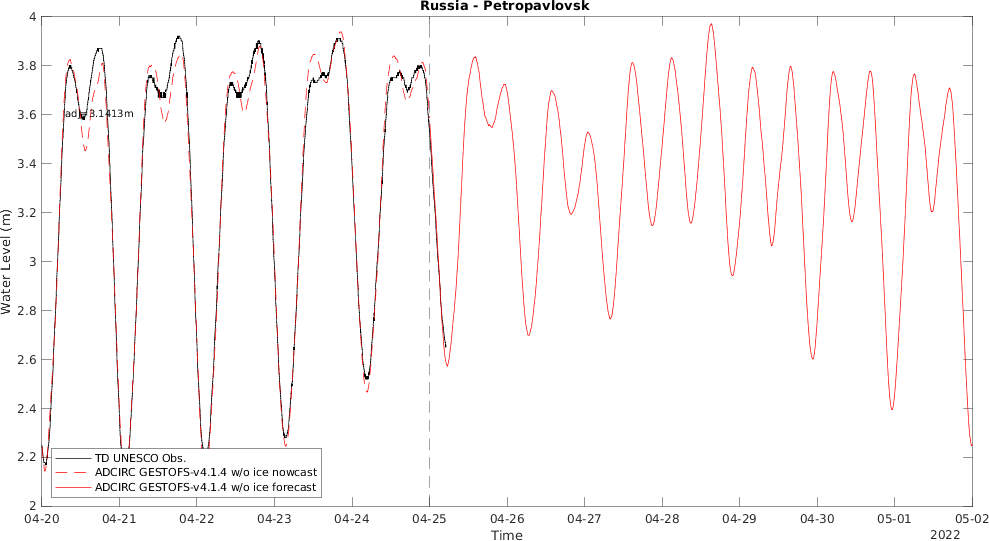 Russia - Petropavlovsk
Water Level (m)
4
3.8
3.6
3.4
3.2
3
2.8
2.6
2.4
2.2
2
adj=3.1413m
TD UNESCO Obs.
ADCIRC GESTOFS-v4.1.4 w/o ice nowcast
ADCIRC GESTOFS-v4.1.4 w/o ice forecast
04-20 04-21 04-22 04-23 04-24 04-25 04-26 04-27 04-28 04-29 04-30 05-01 05-02
Time
2022